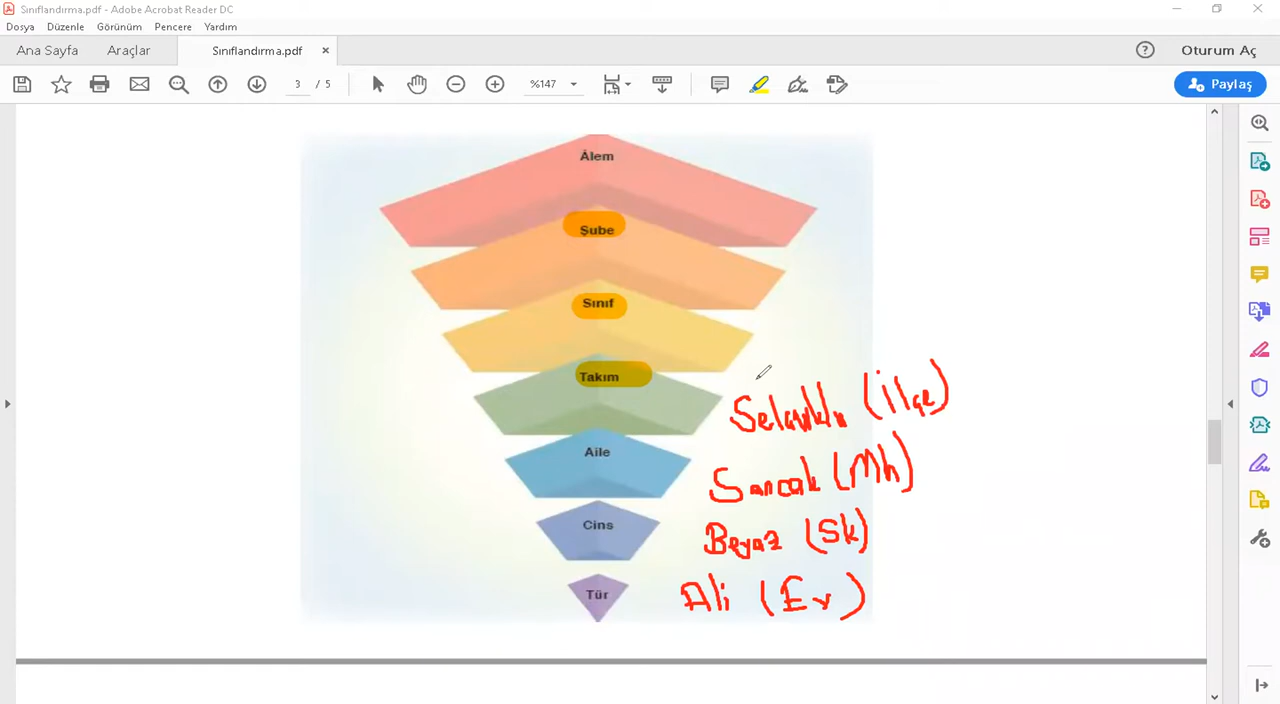 Sınıflandırma.pdf - Adobe Acrobat Reader DC
Dosya Düzenle Görünüm Pencere Yardım
Ana Sayfa Araçlar Sınıflandırma.pdf × ? Oturum Aç
3 / 5 %147 Paylaş
Âlem
Şube
Sınıf
Takım
Selçuklu (İlçe)
Aile
Sancak (Mh)
Cins
Beyaz (Sk)
Tür
Ali (Ev)